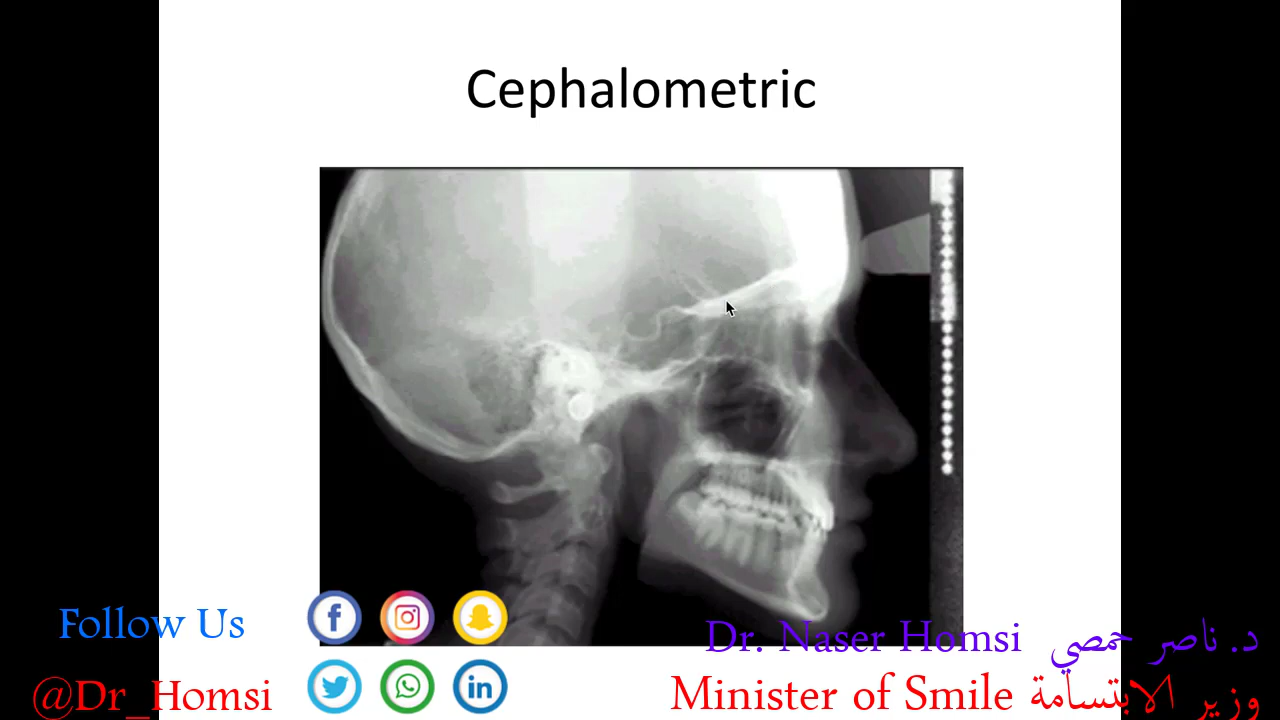 Cephalometric
Follow Us
Dr. Naser Homsi د. ناصر حمصي
@Dr_Homsi
Minister of Smile وزير الابتسامة